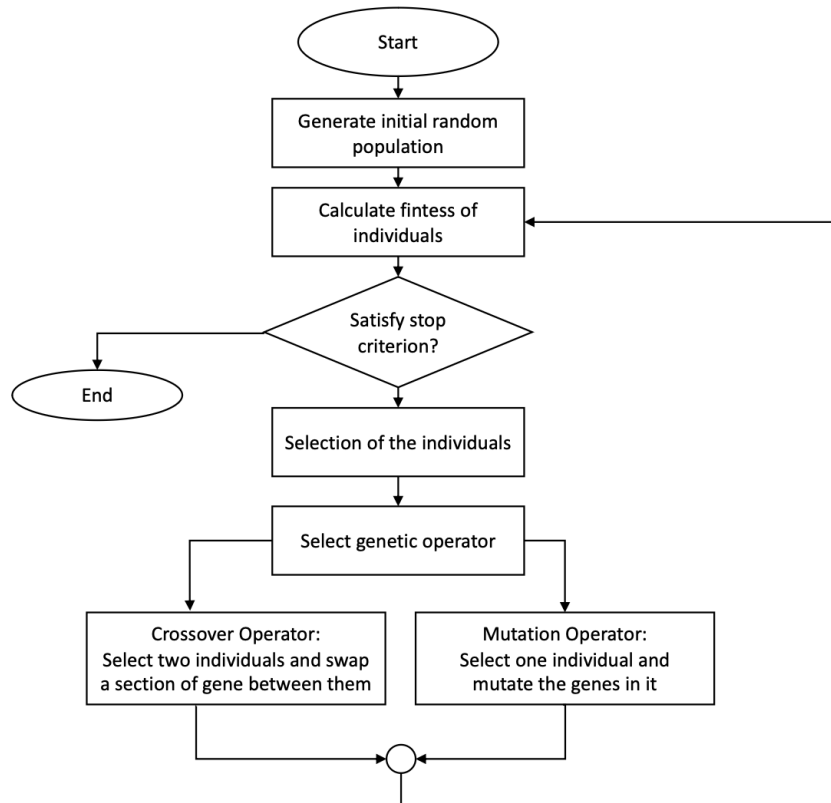 Start
Generate initial random
population
Calculate fintess of
individuals
Satisfy stop
criterion?
End
Selection of the individuals
Select genetic operator
Crossover Operator:
Select two individuals and swap
a section of gene between them
Mutation Operator:
Select one individual and
mutate the genes in it